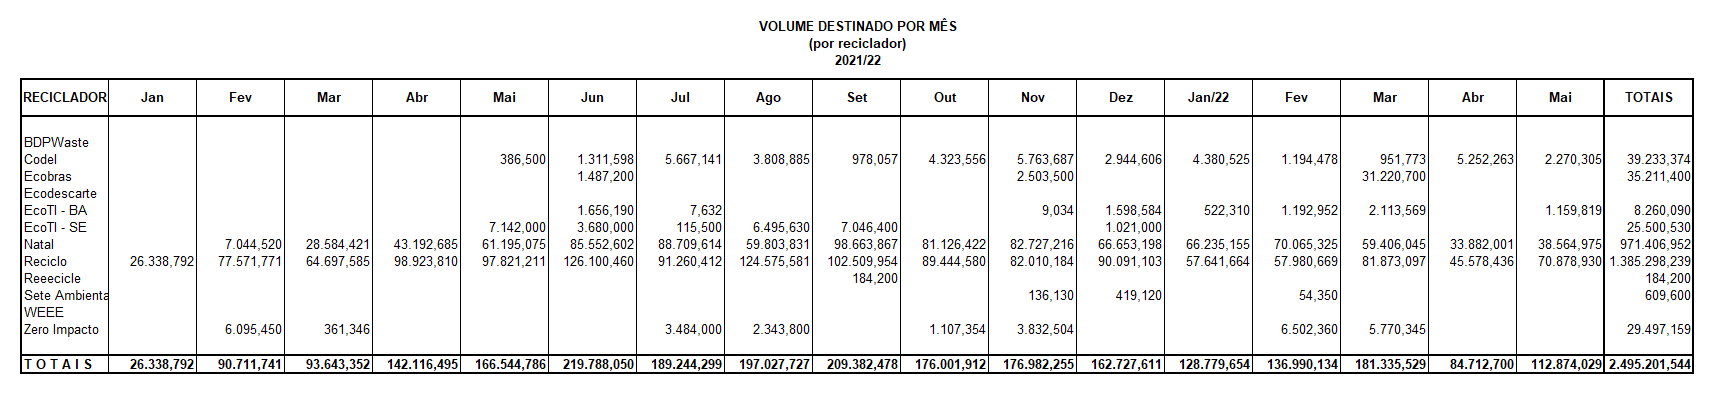 VOLUME DESTINADO POR MÊS
(por reciclador)
2021/22
RECICLADOR Jan Fev Mar Abr Mai Jun Jul Ago Set Out Nov Dez Jan/22 Fev Mar Abr Mai TOTAIS
BDPWaste
Codel 386,500 1.311,598 5.667,141 3.808,885 978,057 4.323,556 5.763,687 2.944,606 4.380,525 1.194,478 951,773 5.252,263 2.270,305 39.233,374
Ecobras 1.487,200 2.503,500 31.220,700 35.211,400
Ecodescarte
EcoTI - BA 1.656,190 7,632 9,034 1.598,584 522,310 1.192,952 2.113,569 1.159,819 8.260,090
EcoTI - SE 7.142,000 3.680,000 115,500 6.495,630 7.046,400 1.021,000 25.500,530
Natal 7.044,520 28.584,421 43.192,685 61.195,075 85.552,602 88.709,614 59.803,831 98.663,867 81.126,422 82.727,216 66.653,198 66.235,155 70.065,325 59.406,045 33.882,001 38.564,975 971.406,952
Reciclo 26.338,792 77.571,771 64.697,585 98.923,810 97.821,211 126.100,460 91.260,412 124.575,581 102.509,954 89.444,580 82.010,184 90.091,103 57.641,664 57.980,669 81.873,097 45.578,436 70.878,930 1.385.298,239
Reeecicle 184,200 184,200
Sete Ambienta 136,130 419,120 54,350 609,600
WEEE
Zero Impacto 6.095,450 361,346 3.484,000 2.343,800 1.107,354 3.832,504 6.502,360 5.770,345 29.497,159
T O T A I S 26.338,792 90.711,741 93.643,352 142.116,495 166.544,786 219.788,050 189.244,299 197.027,727 209.382,478 176.001,912 176.982,255 162.727,611 128.779,654 136.990,134 181.335,529 84.712,700 112.874,029 2.495.201,544